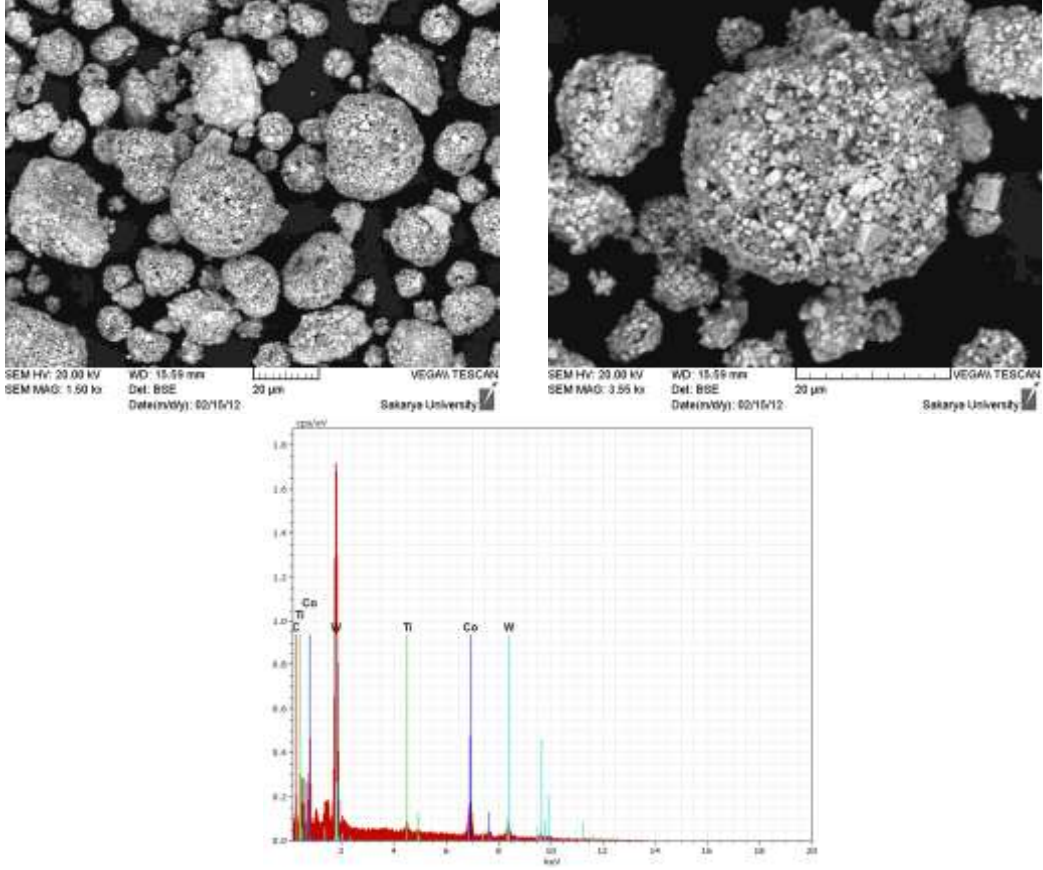 SEM HV: 20.00 kV WD: 15.59 mm VEGA\\ TESCAN
SEM MAG: 1.50 kx Det: BSE 20 µm
Date(m/d/y): 02/15/12 Sakarya University
SEM HV: 20.00 kV WD: 15.59 mm VEGA\\ TESCAN
SEM MAG: 3.55 kx Det: BSE 20 µm
Date(m/d/y): 02/15/12 Sakarya University
cps/eV
1.8
1.6
1.4
1.2
1.0
0.8
0.6
0.4
0.2
0.0
Co
Ti
C W Ti Co W
2 4 6 8 10 12 14 16 18 20
keV